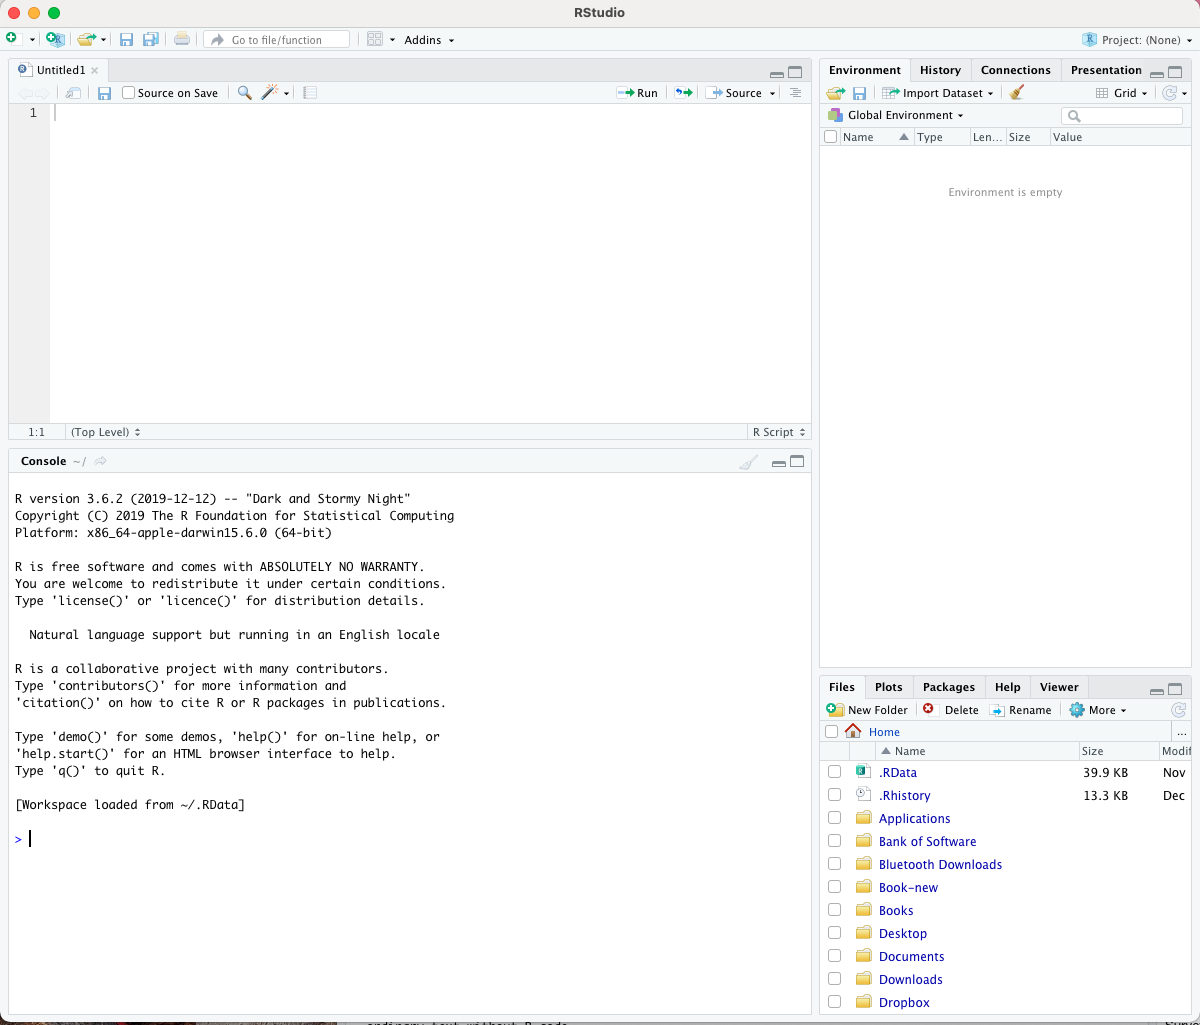 RStudio
Go to file/function
Addins
Project: (None)
Untitled1
Source on Save
Run
Source
1
1:1
(Top Level)
R Script
Console ~/
R version 3.6.2 (2019-12-12) -- "Dark and Stormy Night"
Copyright (C) 2019 The R Foundation for Statistical Computing
Platform: x86_64-apple-darwin15.6.0 (64-bit)
R is free software and comes with ABSOLUTELY NO WARRANTY.
You are welcome to redistribute it under certain conditions.
Type 'license()' or 'licence()' for distribution details.
Natural language support but running in an English locale
R is a collaborative project with many contributors.
Type 'contributors()' for more information and
'citation()' on how to cite R or R packages in publications.
Type 'demo()' for some demos, 'help()' for on-line help, or
'help.start()' for an HTML browser interface to help.
Type 'q()' to quit R.
[Workspace loaded from ~/.RData]
>
Environment History Connections Presentation
Import Dataset
Grid
Global Environment
Name Type Len... Size Value
Environment is empty
Files Plots Packages Help Viewer
New Folder Delete Rename More
Home ...
Name Size Modif
.RData 39.9 KB Nov
.Rhistory 13.3 KB Dec
Applications
Bank of Software
Bluetooth Downloads
Book-new
Books
Desktop
Documents
Downloads
Dropbox